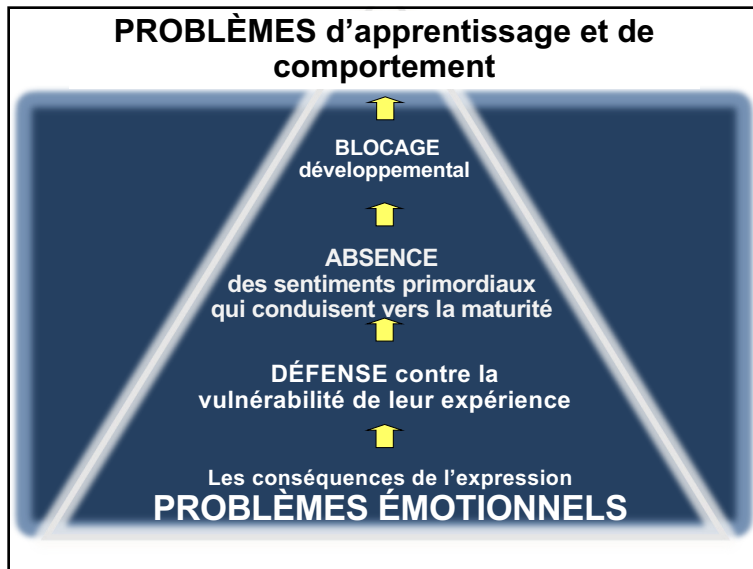 PROBLÈMES d’apprentissage et de
comportement
BLOCAGE
développemental
ABSENCE
des sentiments primordiaux
qui conduisent vers la maturité
DÉFENSE contre la
vulnérabilité de leur expérience
Les conséquences de l’expression
PROBLÈMES ÉMOTIONNELS